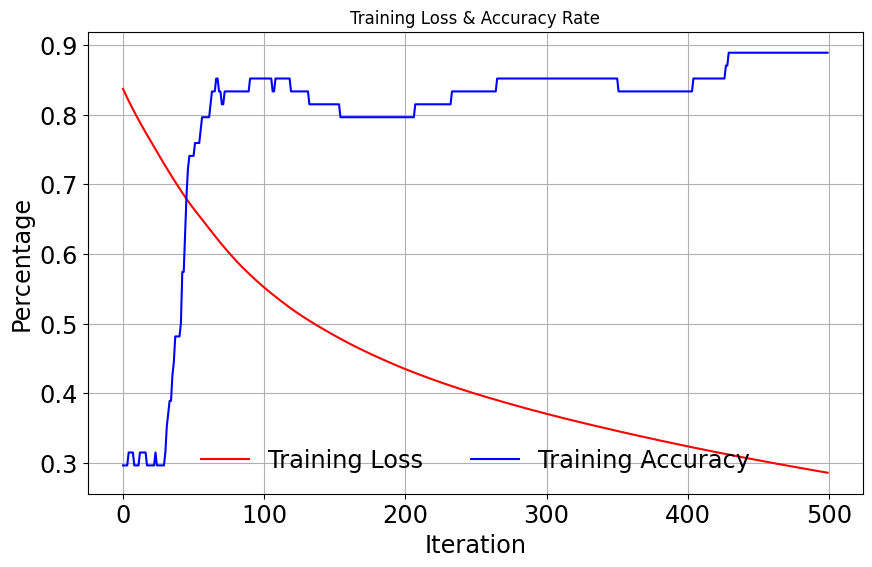 Training Loss & Accuracy Rate
0.9
0.8
0.7
0.6
0.5
0.4
0.3
Percentage
Training Loss Training Accuracy
0 100 200 300 400 500
Iteration